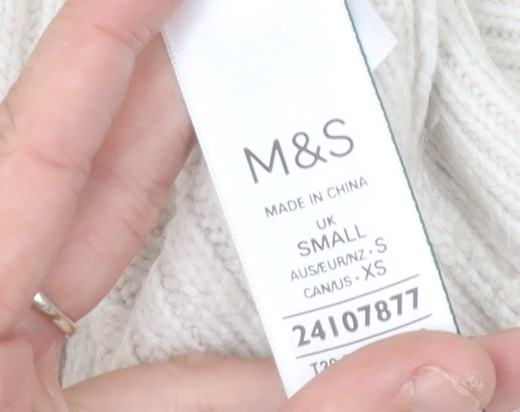 M&S
MADE IN CHINA
UK
SMALL
AUS/EUR/NZ · S
CAN/US · XS
24107877